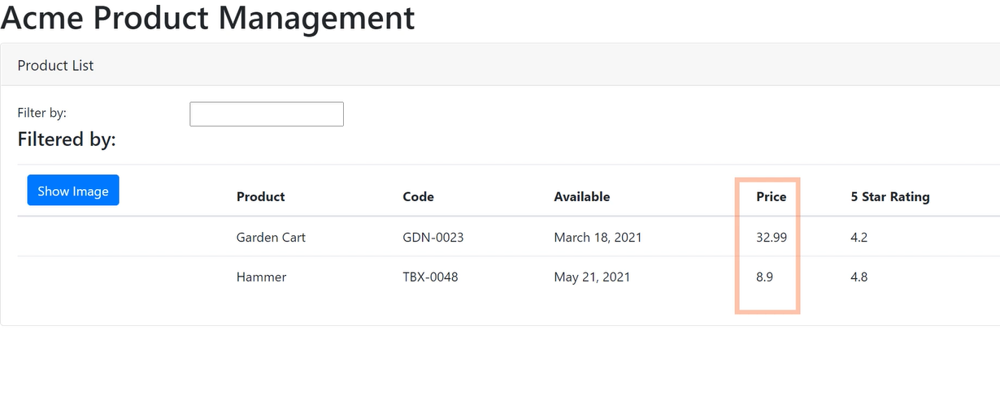 Acme Product Management
Product List
Filter by:
Filtered by:
Show Image Product Code Available Price 5 Star Rating
Garden Cart GDN-0023 March 18, 2021 32.99 4.2
Hammer TBX-0048 May 21, 2021 8.9 4.8